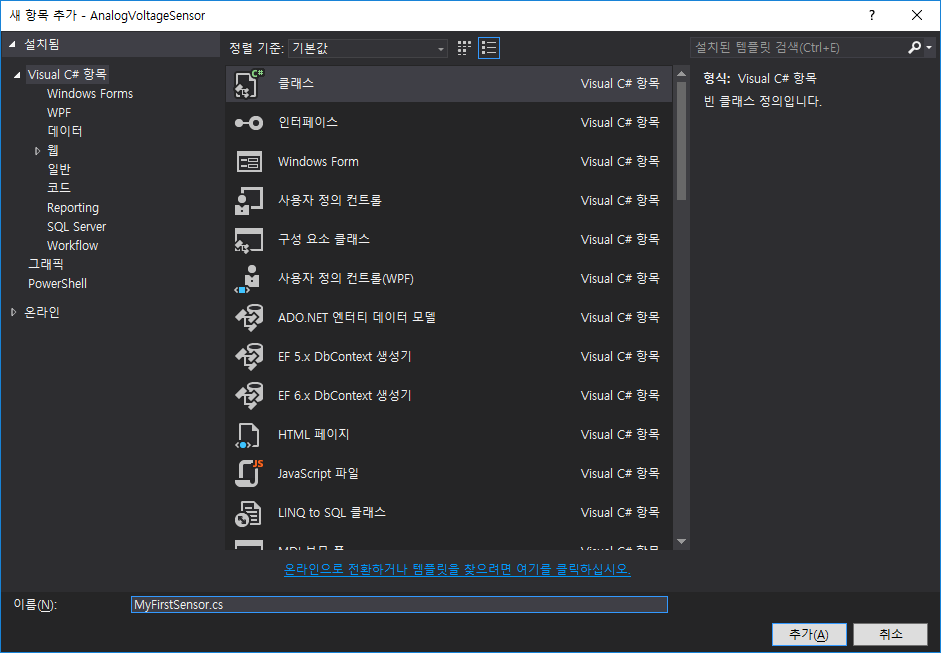 새 항목 추가 - AnalogVoltageSensor
?
설치됨
정렬 기준: 기본값
설치된 템플릿 검색(Ctrl+E)
Visual C# 항목
Windows Forms
WPF
데이터
웹
일반
코드
Reporting
SQL Server
Workflow
그래픽
PowerShell
온라인
C# 클래스 Visual C# 항목
인터페이스 Visual C# 항목
Windows Form Visual C# 항목
사용자 정의 컨트롤 Visual C# 항목
구성 요소 클래스 Visual C# 항목
사용자 정의 컨트롤(WPF) Visual C# 항목
ADO.NET 엔터티 데이터 모델 Visual C# 항목
EF 5.x DbContext 생성기 Visual C# 항목
EF 6.x DbContext 생성기 Visual C# 항목
HTML 페이지 Visual C# 항목
JS JavaScript 파일 Visual C# 항목
LINQ to SQL 클래스 Visual C# 항목
형식: Visual C# 항목
빈 클래스 정의입니다.
온라인으로 전환하거나 템플릿을 찾으려면 여기를 클릭하십시오.
이름(N): MyFirstSensor.cs
추가(A) 취소